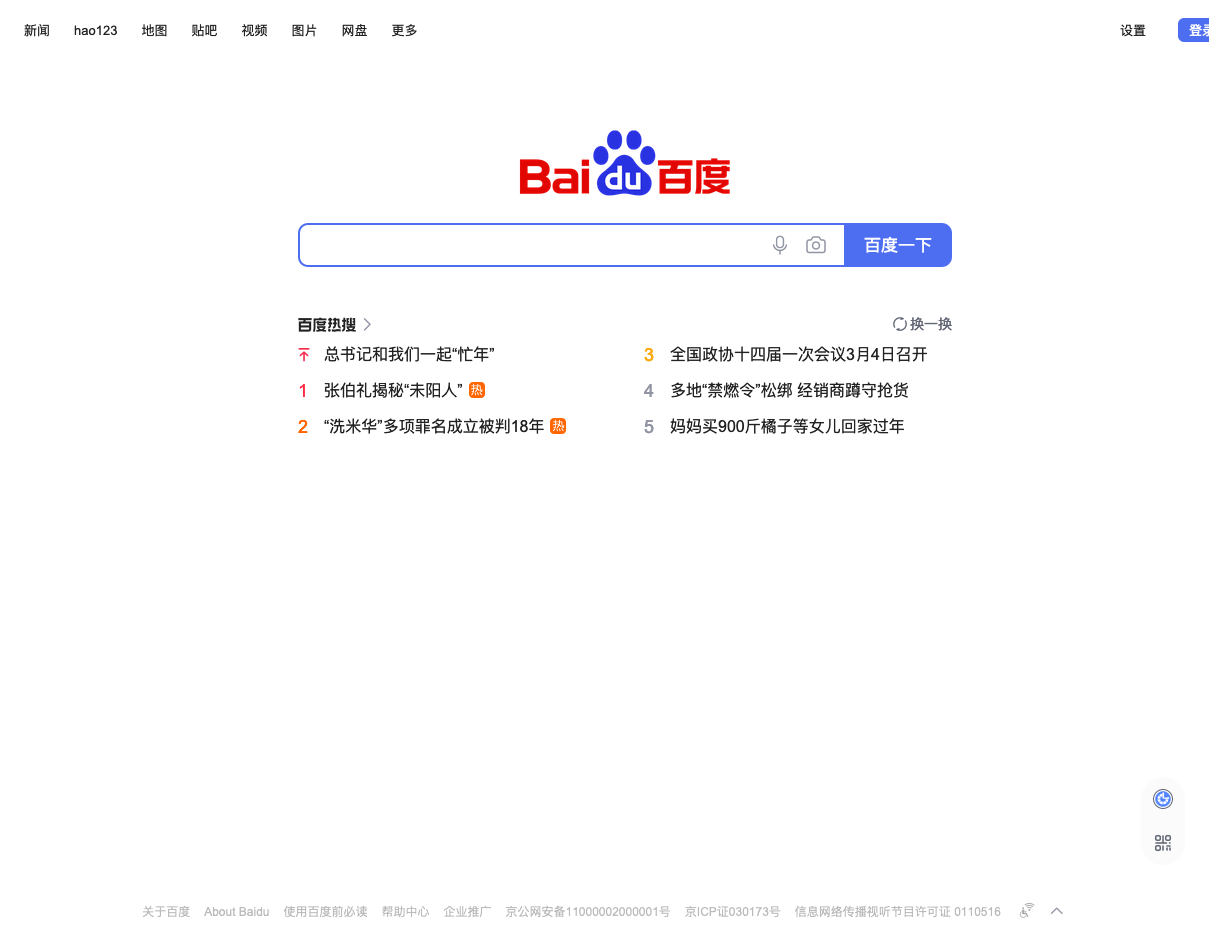 新闻 hao123 地图 贴吧 视频 图片 网盘 更多 设置
Bai du 百度
百度一下
百度热搜 换一换
总书记和我们一起“忙年”
1 张伯礼揭秘“未阳人” 热
2 “洗米华”多项罪名成立被判18年 热
3 全国政协十四届一次会议3月4日召开
4 多地“禁燃令”松绑 经销商蹲守抢货
5 妈妈买900斤橘子等女儿回家过年
关于百度 About Baidu 使用百度前必读 帮助中心 企业推广 京公网安备11000002000001号 京ICP证030173号 信息网络传播视听节目许可证 0110516